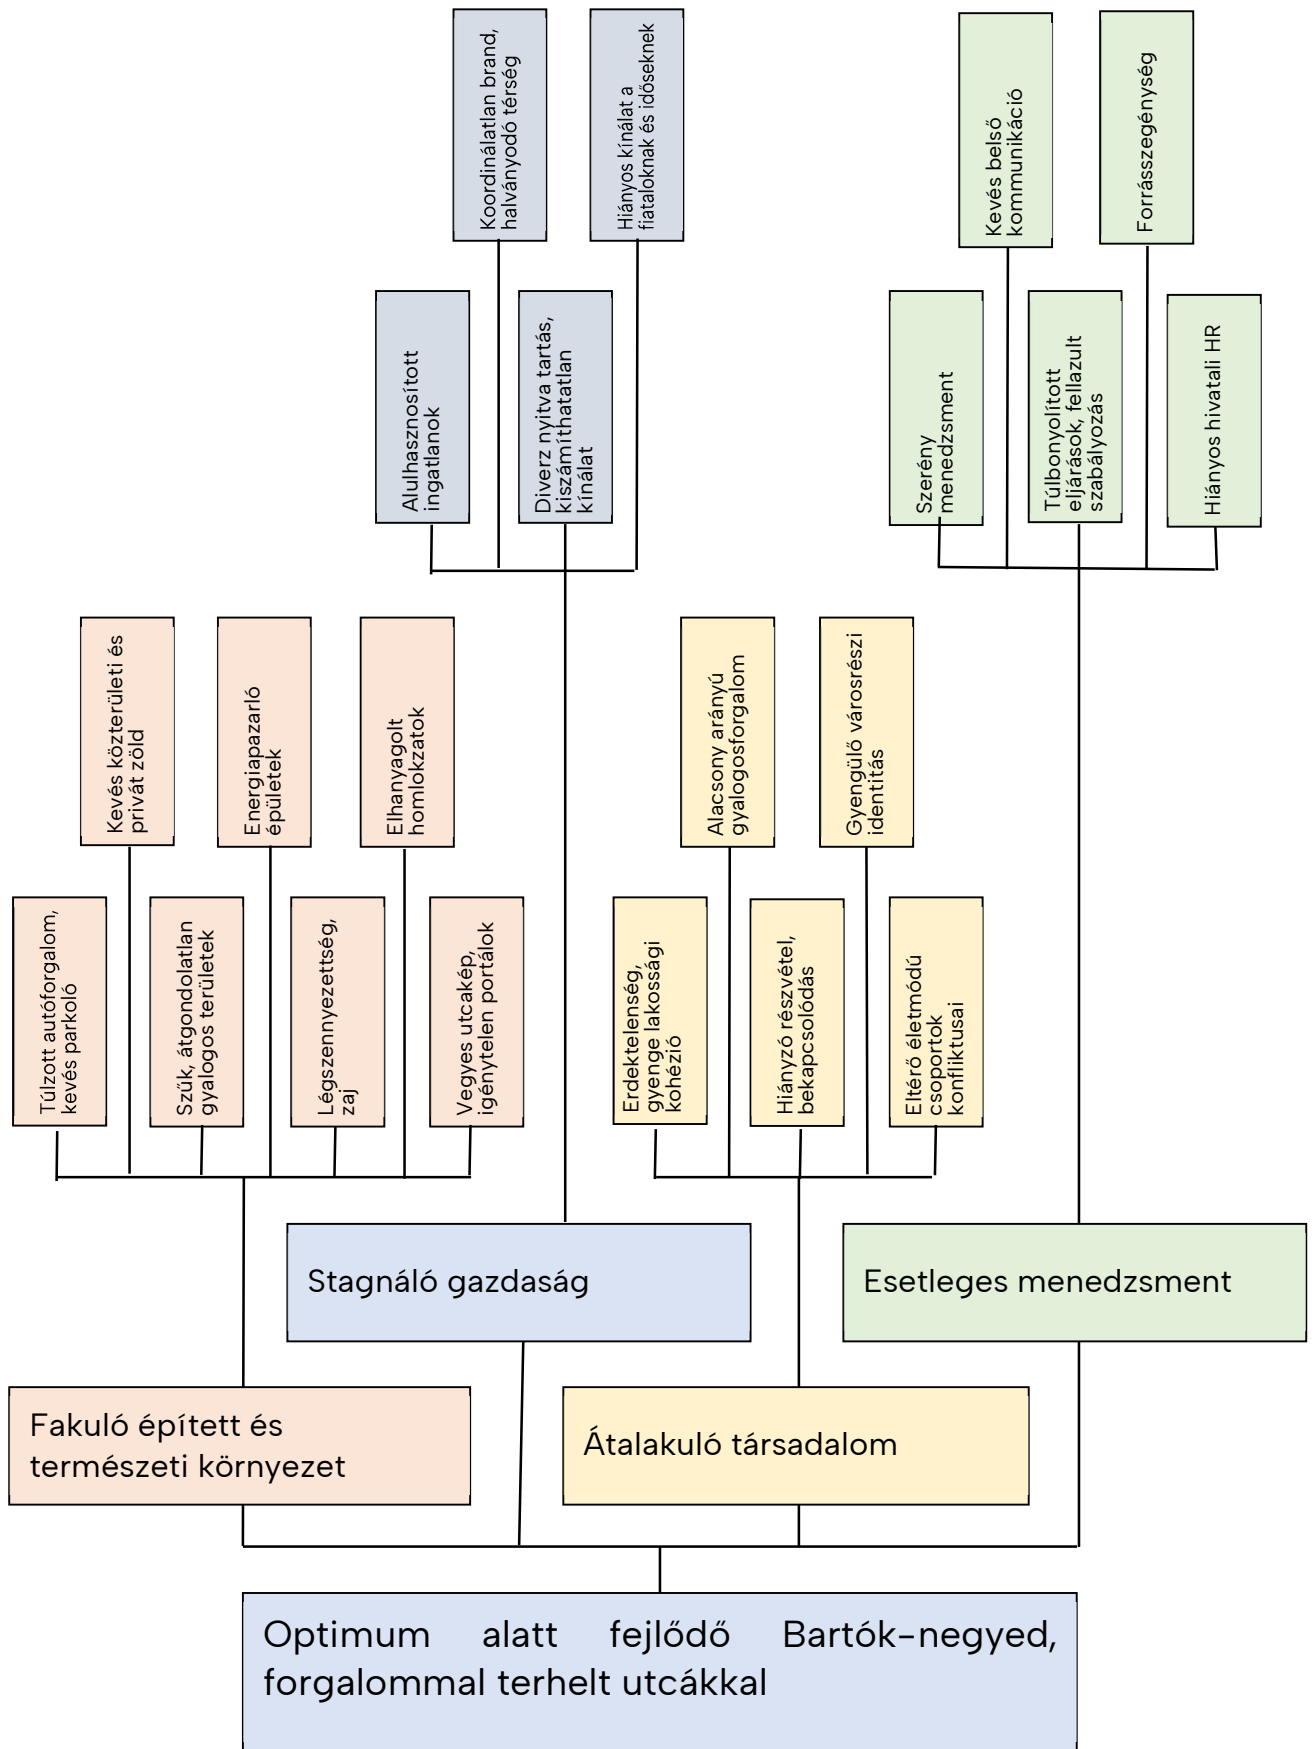 Koordinálatlan brand,
halványodó térség
Hiányos kínálat a
fiataloknak és időseknek
Kevés belső
kommunikáció
Forrásszegénység
Alulhasznosított
ingatlanok
Diverz nyitva tartás,
kiszámíthatatlan
kínálat
Szerény
menedzsment
Túlbonyolított
eljárások, fellazult
szabályozás
Hiányos hivatali HR
Kevés közterületi és
privát zöld
Energiapazarló
épületek
Elhanyagolt
homlokzatok
Alacsony arányú
gyalogosforgalom
Gyengülő városrészi
identitás
Túlzott autóforgalom,
kevés parkoló
Szűk, átgondolatlan
gyalogos területek
Légszennyezettség,
zaj
Vegyes utcakép,
igénytelen portálok
Erdektelenség,
gyenge lakossági
kohézió
Hiányzó részvétel,
bekapcsolódás
Eltérő életmódú
csoportok
konfliktusai
Stagnáló gazdaság
Esetleges menedzsment
Fakuló épített és
természeti környezet
Átalakuló társadalom
Optimum alatt fejlődő Bartók-negyed,
forgalommal terhelt utcákkal